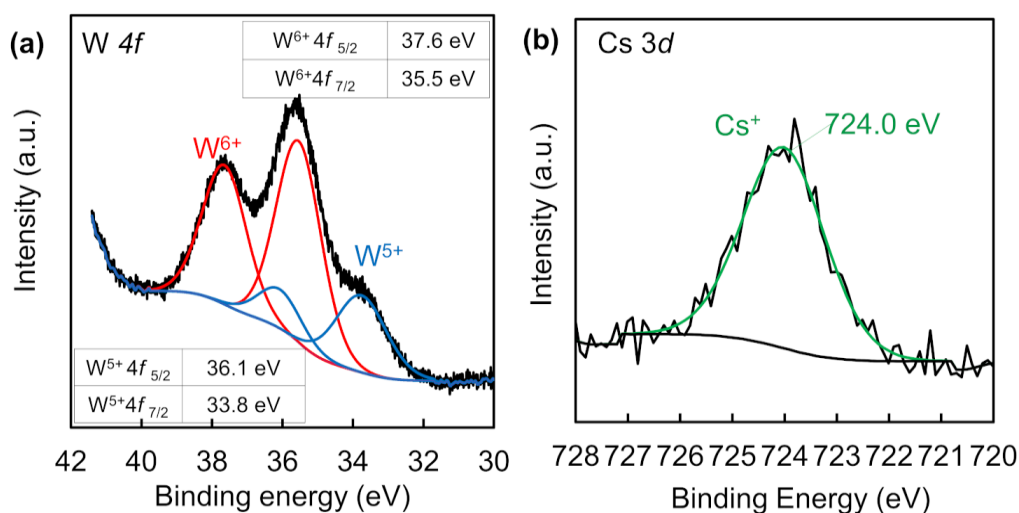 (a)
W 4f
W⁶⁺ 4f 5/2 37.6 eV
W⁶⁺4f 7/2 35.5 eV
W⁶⁺
W⁵⁺
W⁵⁺ 4f 5/2 36.1 eV
W⁵⁺4f 7/2 33.8 eV
Intensity (a.u.)
42 40 38 36 34 32 30
Binding energy (eV)
(b)
Cs 3d
Cs⁺
724.0 eV
Intensity (a.u.)
728 727 726 725 724 723 722 721 720
Binding Energy (eV)